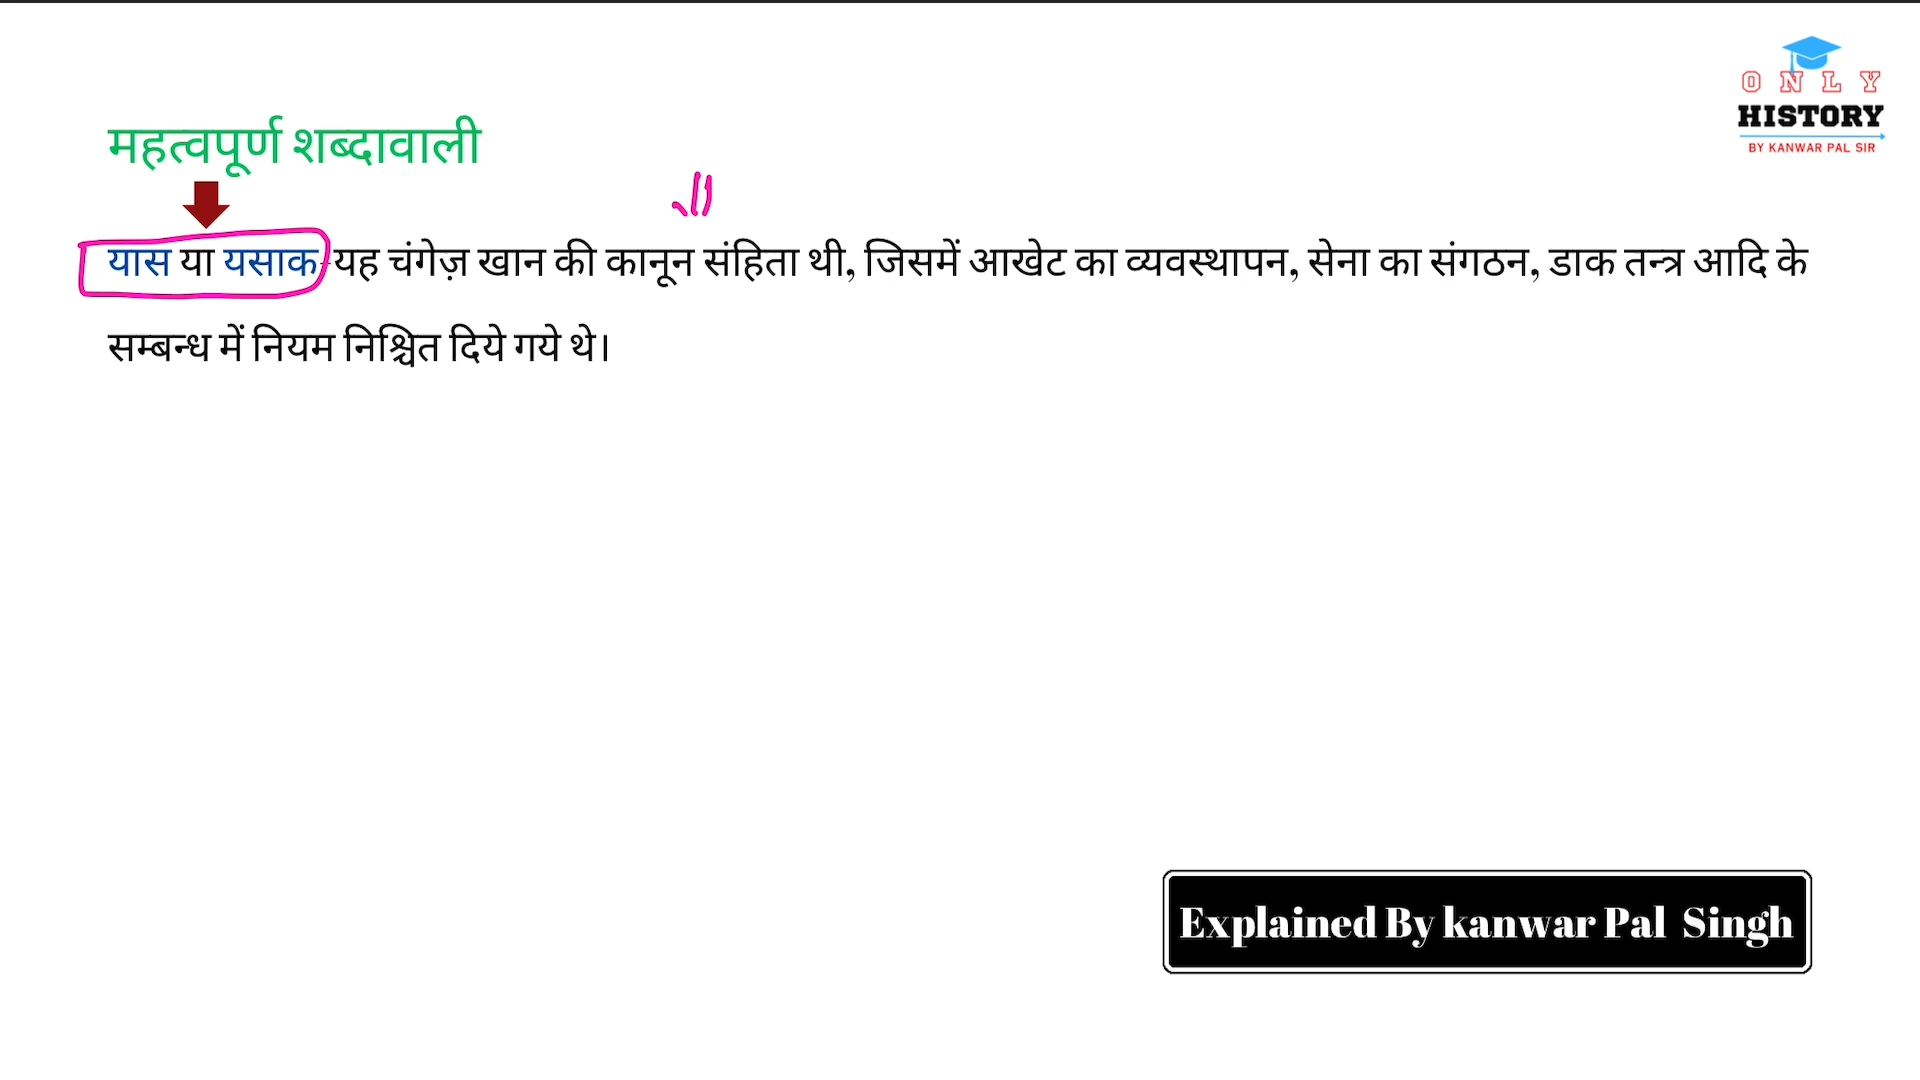 ONLY
HISTORY
BY KANWAR PAL SIR
महत्वपूर्ण शब्दावाली
यास या यसाक-यह चंगेज़ खान की कानून संहिता थी, जिसमें आखेट का व्यवस्थापन, सेना का संगठन, डाक तन्त्र आदि के
सम्बन्ध में नियम निश्चित दिये गये थे।
Explained By kanwar Pal Singh